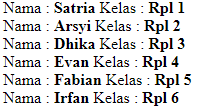 Nama : Satria Kelas : Rpl 1
Nama : Arsyi Kelas : Rpl 2
Nama : Dhika Kelas : Rpl 3
Nama : Evan Kelas : Rpl 4
Nama : Fabian Kelas : Rpl 5
Nama : Irfan Kelas : Rpl 6